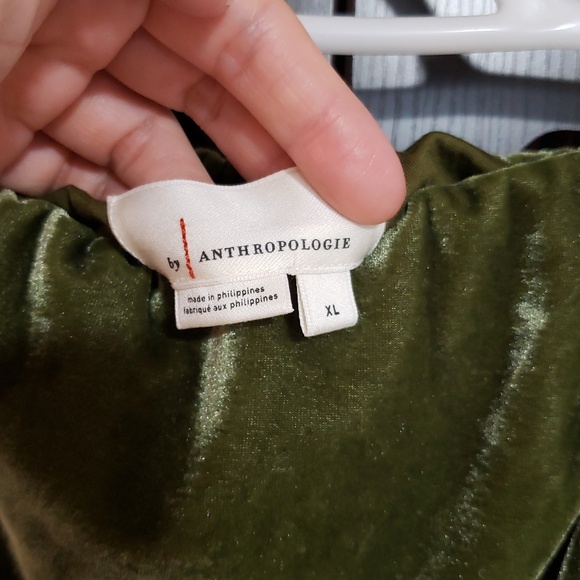 by ANTHROPOLOGIE
made in philippines
fabriqué aux philippines
XL